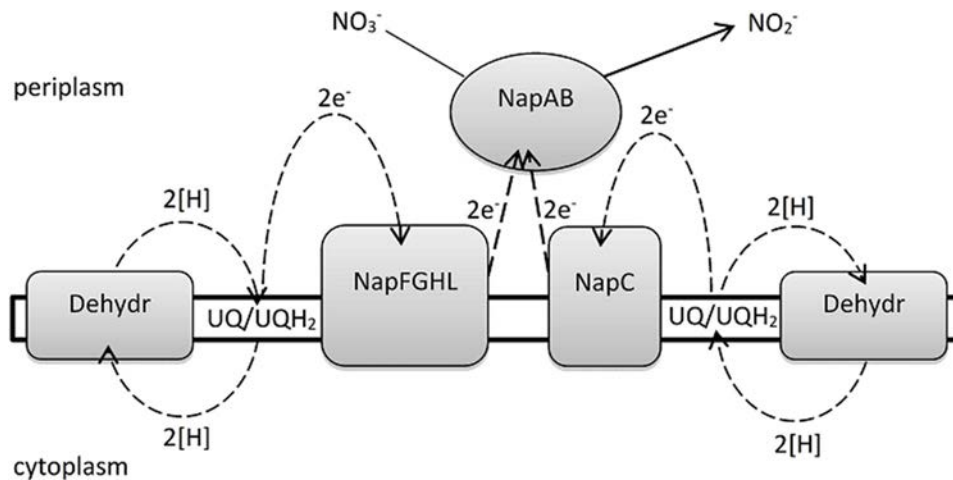 NO₃⁻
NO₂⁻
periplasm
NapAB
2e⁻
2e⁻
2[H]
2e⁻
2e⁻
2[H]
Dehydr
NapFGHL
NapC
Dehydr
UQ/UQH₂
UQ/UQH₂
2[H]
2[H]
cytoplasm